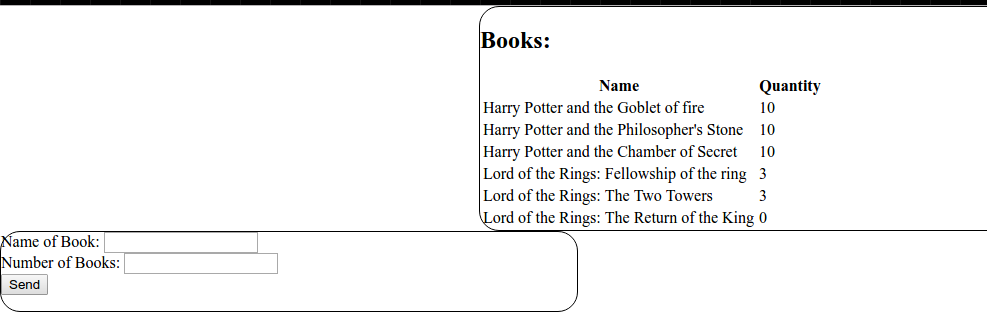 Books:
Name Quantity
Harry Potter and the Goblet of fire 10
Harry Potter and the Philosopher's Stone 10
Harry Potter and the Chamber of Secret 10
Lord of the Rings: Fellowship of the ring 3
Lord of the Rings: The Two Towers 3
Lord of the Rings: The Return of the King 0
Name of Book:
Number of Books:
Send